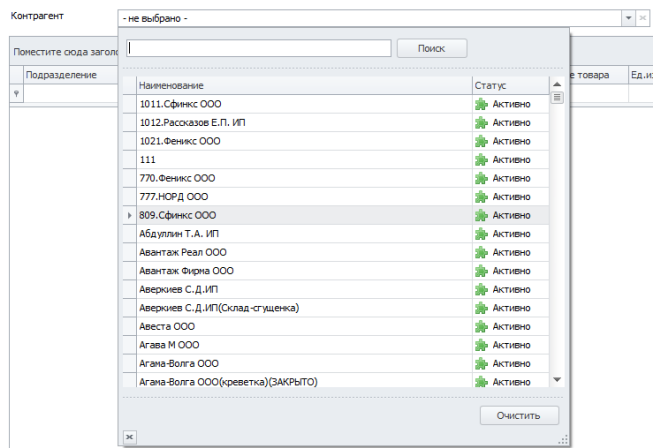 Контрагент - не выбрано -
Поместите сюда заголо
Поиск
Подразделение е товара Ед.из
Наименование Статус
1011.Сфинкс ООО Активно
1012.Рассказов Е.П. ИП Активно
1021.Феникс ООО Активно
111 Активно
770.Феникс ООО Активно
777.НОРД ООО Активно
809.Сфинкс ООО Активно
Абдуллин Т.А. ИП Активно
Авантаж Реал ООО Активно
Авантаж Фирма ООО Активно
Аверкиев С.Д.ИП Активно
Аверкиев С.Д.ИП(Склад-сгущенка) Активно
Авеста ООО Активно
Агава М ООО Активно
Агама-Волга ООО Активно
Агама-Волга ООО(креветка)(ЗАКРЫТО) Активно
Очистить